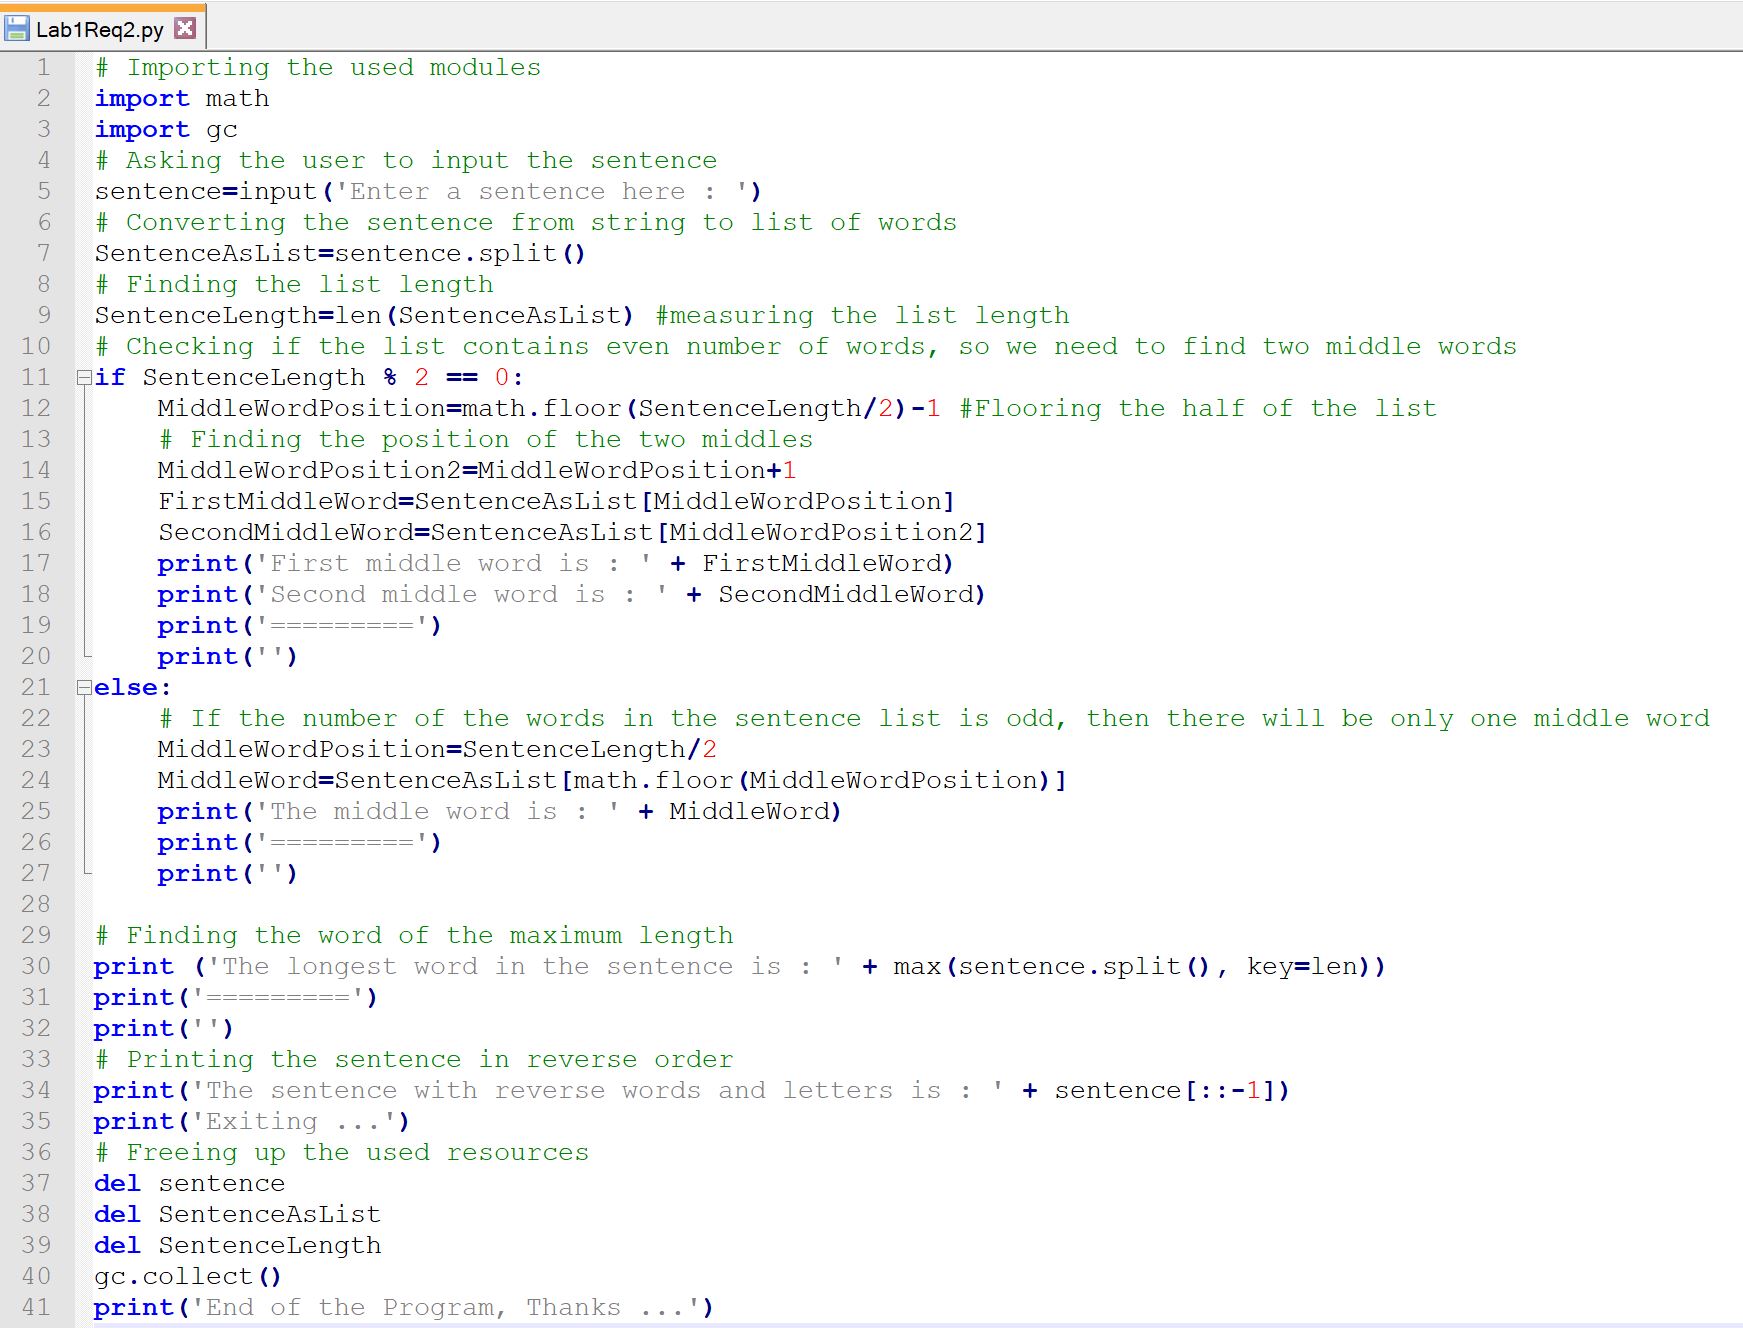 Lab1Req2.py
1 # Importing the used modules
2 import math
3 import gc
4 # Asking the user to input the sentence
5 sentence=input('Enter a sentence here : ')
6 # Converting the sentence from string to list of words
7 SentenceAsList=sentence.split()
8 # Finding the list length
9 SentenceLength=len(SentenceAsList) #measuring the list length
10 # Checking if the list contains even number of words, so we need to find two middle words
11 if SentenceLength % 2 == 0:
12     MiddleWordPosition=math.floor(SentenceLength/2)-1 #Flooring the half of the list
13     # Finding the position of the two middles
14     MiddleWordPosition2=MiddleWordPosition+1
15     FirstMiddleWord=SentenceAsList[MiddleWordPosition]
16     SecondMiddleWord=SentenceAsList[MiddleWordPosition2]
17     print('First middle word is : ' + FirstMiddleWord)
18     print('Second middle word is : ' + SecondMiddleWord)
19     print('=========')
20     print('')
21 else:
22     # If the number of the words in the sentence list is odd, then there will be only one middle word
23     MiddleWordPosition=SentenceLength/2
24     MiddleWord=SentenceAsList[math.floor(MiddleWordPosition)]
25     print('The middle word is : ' + MiddleWord)
26     print('=========')
27     print('')
28
29 # Finding the word of the maximum length
30 print ('The longest word in the sentence is : ' + max(sentence.split(), key=len))
31 print('=========')
32 print('')
33 # Printing the sentence in reverse order
34 print('The sentence with reverse words and letters is : ' + sentence[::-1])
35 print('Exiting ...')
36 # Freeing up the used resources
37 del sentence
38 del SentenceAsList
39 del SentenceLength
40 gc.collect()
41 print('End of the Program, Thanks ...')